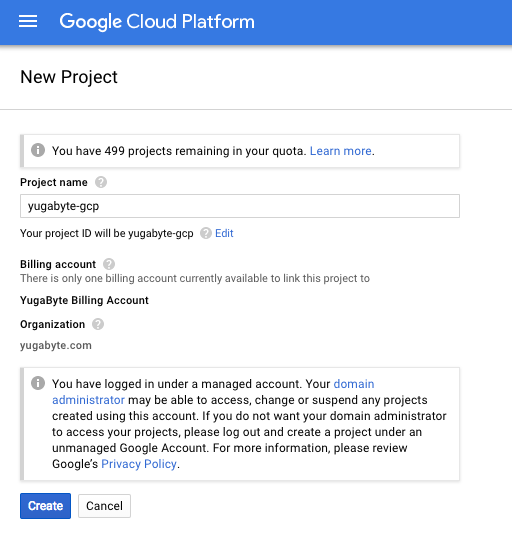 Google Cloud Platform
New Project
You have 499 projects remaining in your quota. Learn more.
Project name
yugabyte-gcp
Your project ID will be yugabyte-gcp Edit
Billing account
There is only one billing account currently available to link this project to
YugaByte Billing Account
Organization
yugabyte.com
You have logged in under a managed account. Your domain
administrator may be able to access, change or suspend any projects
created using this account. If you do not want your domain administrator
to access your projects, please log out and create a project under an
unmanaged Google Account. For more information, please review
Google's Privacy Policy.
Create Cancel